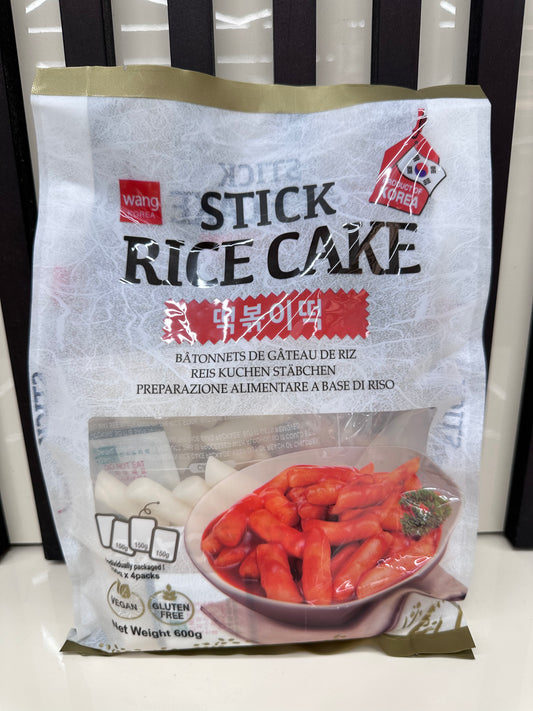 wang
KOREA
PRODUCT OF
KOREA
STICK
RICE CAKE
떡볶이떡
BÂTONNETS DE GÂTEAU DE RIZ
REIS KUCHEN STÄBCHEN
PREPARAZIONE ALIMENTARE A BASE DI RISO
150g
150g
150g
individually packaged !
x 4packs
VEGAN
GLUTEN
FREE
Net Weight 600g